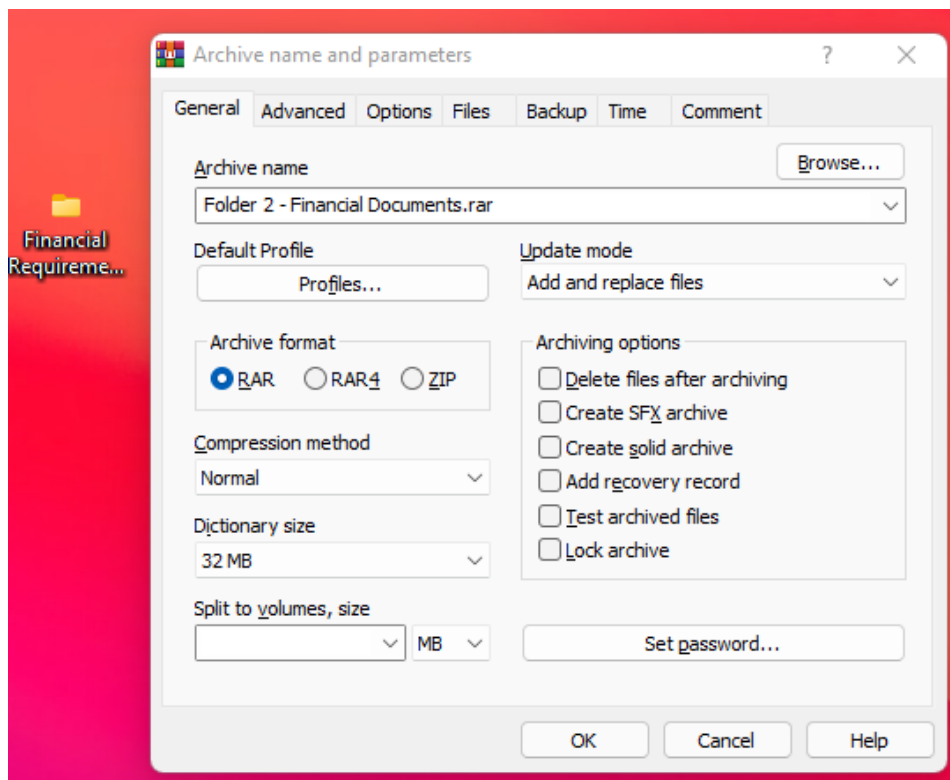 Archive name and parameters
?
General Advanced Options Files Backup Time Comment
Archive name
Browse...
Folder 2 - Financial Documents.rar
Financial
Requireme...
Default Profile
Profiles...
Update mode
Add and replace files
Archive format
RAR RAR4 ZIP
Compression method
Normal
Dictionary size
32 MB
Split to volumes, size
MB
Archiving options
Delete files after archiving
Create SFX archive
Create solid archive
Add recovery record
Test archived files
Lock archive
Set password...
OK Cancel Help